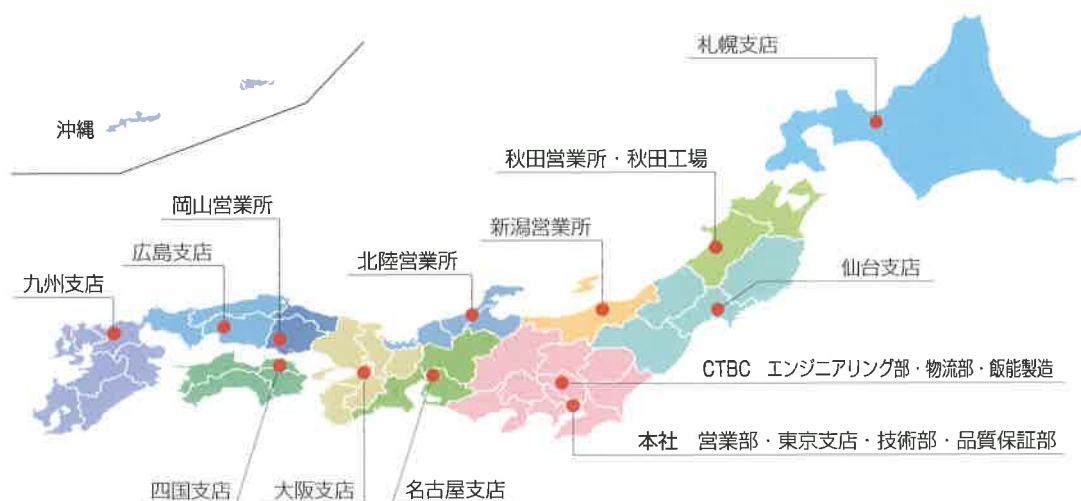 札幌支店
沖縄
秋田営業所・秋田工場
岡山営業所
新潟営業所
広島支店
北陸営業所
仙台支店
九州支店
CTBC エンジニアリング部・物流部・飯能製造
本社 営業部・東京支店・技術部・品質保証部
四国支店
大阪支店
名古屋支店